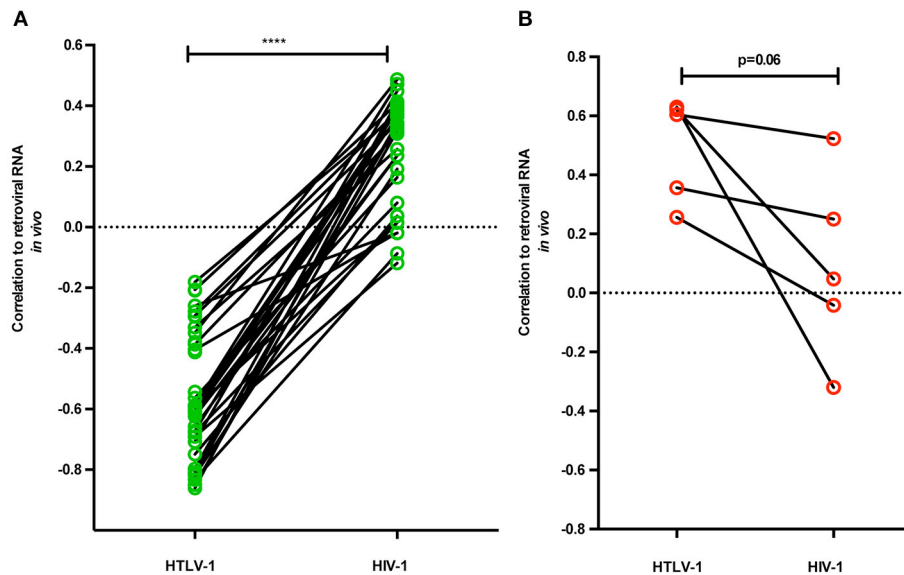 A
B
****
p=0.06
Correlation to retroviral RNA
in vivo
0.6
0.4
0.2
0.0
-0.2
-0.4
-0.6
-0.8
HTLV-1
HIV-1
Correlation to retroviral RNA
in vivo
0.8
0.6
0.4
0.2
0.0
-0.2
-0.4
-0.6
-0.8
HTLV-1
HIV-1